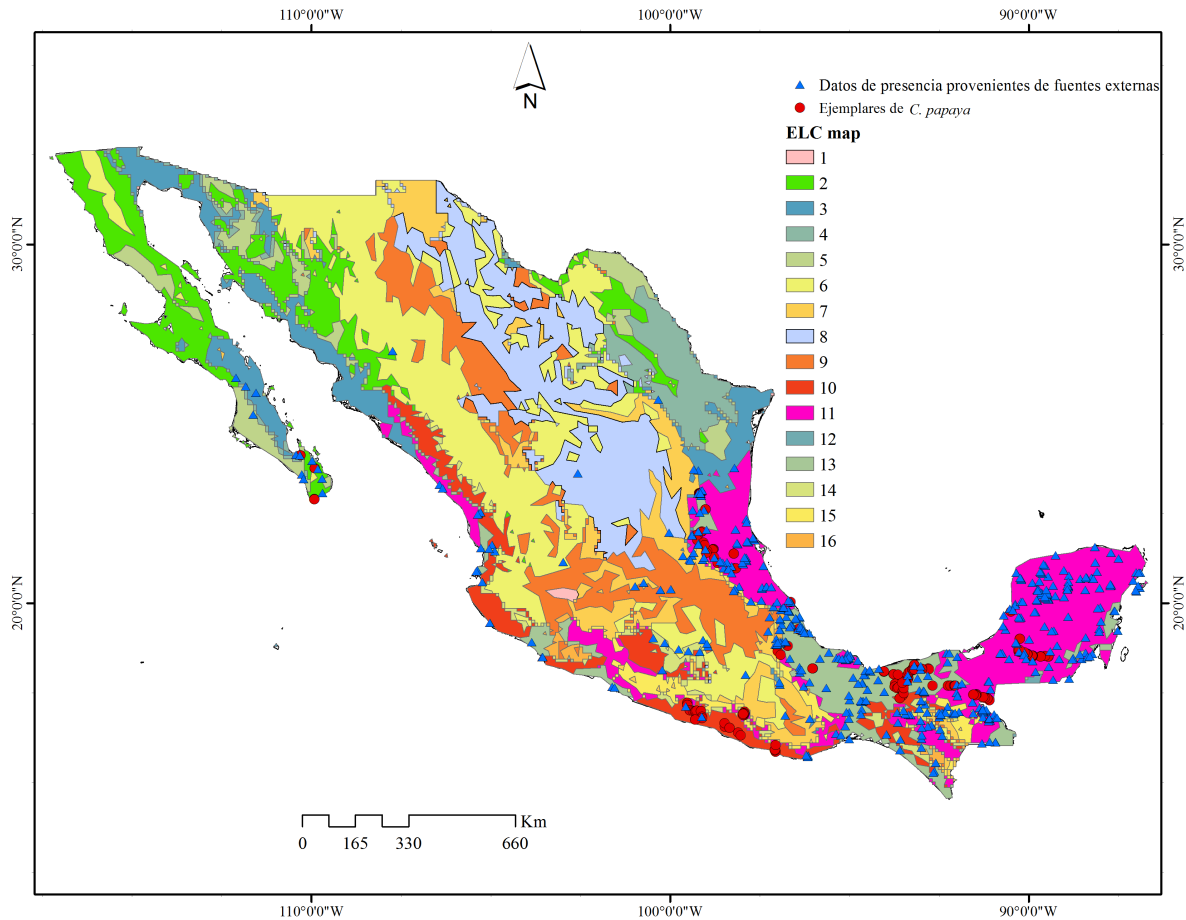 110°0'0"W 100°0'0"W 90°0'0"W
N
Datos de presencia provenientes de fuentes externas
Ejemplares de C. papaya
ELC map
1
2
3
4
5
6
7
8
9
10
11
12
13
14
15
16
30°0'0"N 30°0'0"N
20°0'0"N 20°0'0"N
Km
0 165 330 660
110°0'0"W 100°0'0"W 90°0'0"W